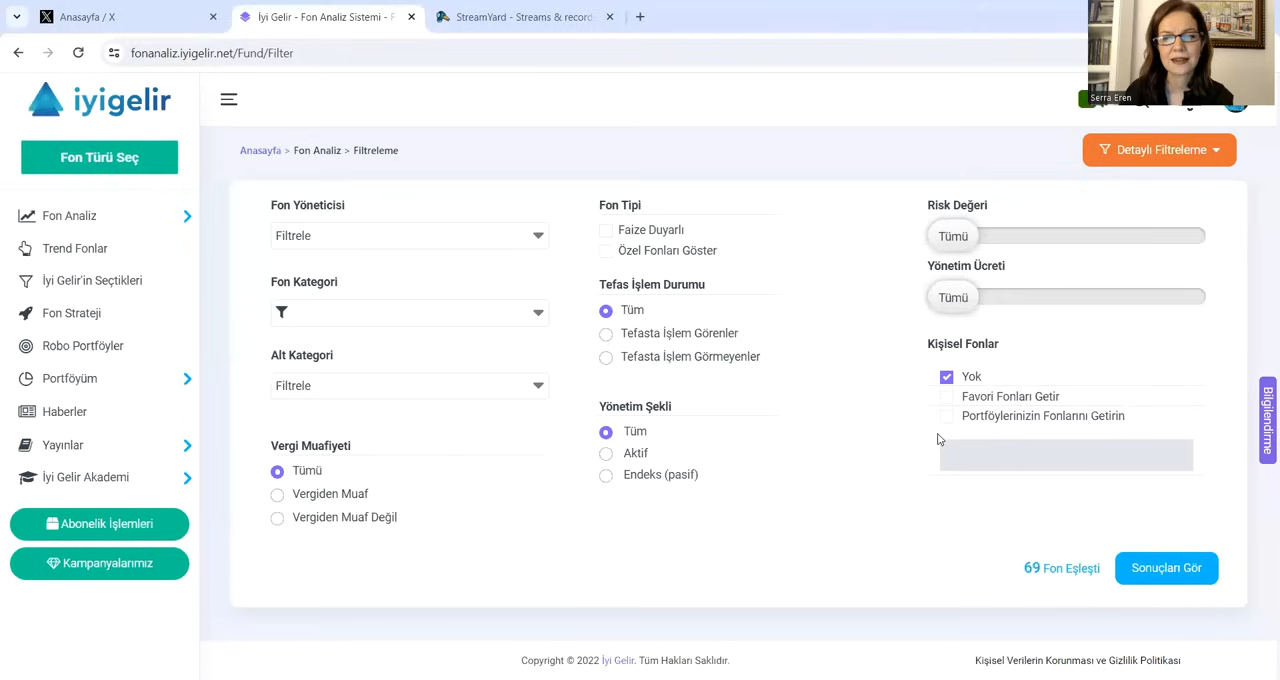 Anasayfa / X
İyi Gelir - Fon Analiz Sistemi - F
StreamYard - Streams & record
fonanaliz.iyigelir.net/Fund/Filter
Serra Eren
iyigelir
Fon Türü Seç
Fon Analiz
Trend Fonlar
İyi Gelir'in Seçtikleri
Fon Strateji
Robo Portföyler
Portföyüm
Haberler
Yayınlar
İyi Gelir Akademi
Abonelik İşlemleri
Kampanyalarımız
Anasayfa > Fon Analiz > Filtreleme
Detaylı Filtreleme
Fon Yöneticisi
Filtrele
Fon Kategori
Alt Kategori
Filtrele
Vergi Muafiyeti
Tümü
Vergiden Muaf
Vergiden Muaf Değil
Fon Tipi
Faize Duyarlı
Özel Fonları Göster
Tefas İşlem Durumu
Tüm
Tefasta İşlem Görenler
Tefasta İşlem Görmeyenler
Yönetim Şekli
Tüm
Aktif
Endeks (pasif)
Risk Değeri
Tümü
Yönetim Ücreti
Tümü
Kişisel Fonlar
Yok
Favori Fonları Getir
Portföylerinizin Fonlarını Getirin
69 Fon Eşleşti
Sonuçları Gör
Bilgilendirme
Copyright © 2022 İyi Gelir. Tüm Hakları Saklıdır.
Kişisel Verilerin Korunması ve Gizlilik Politikası